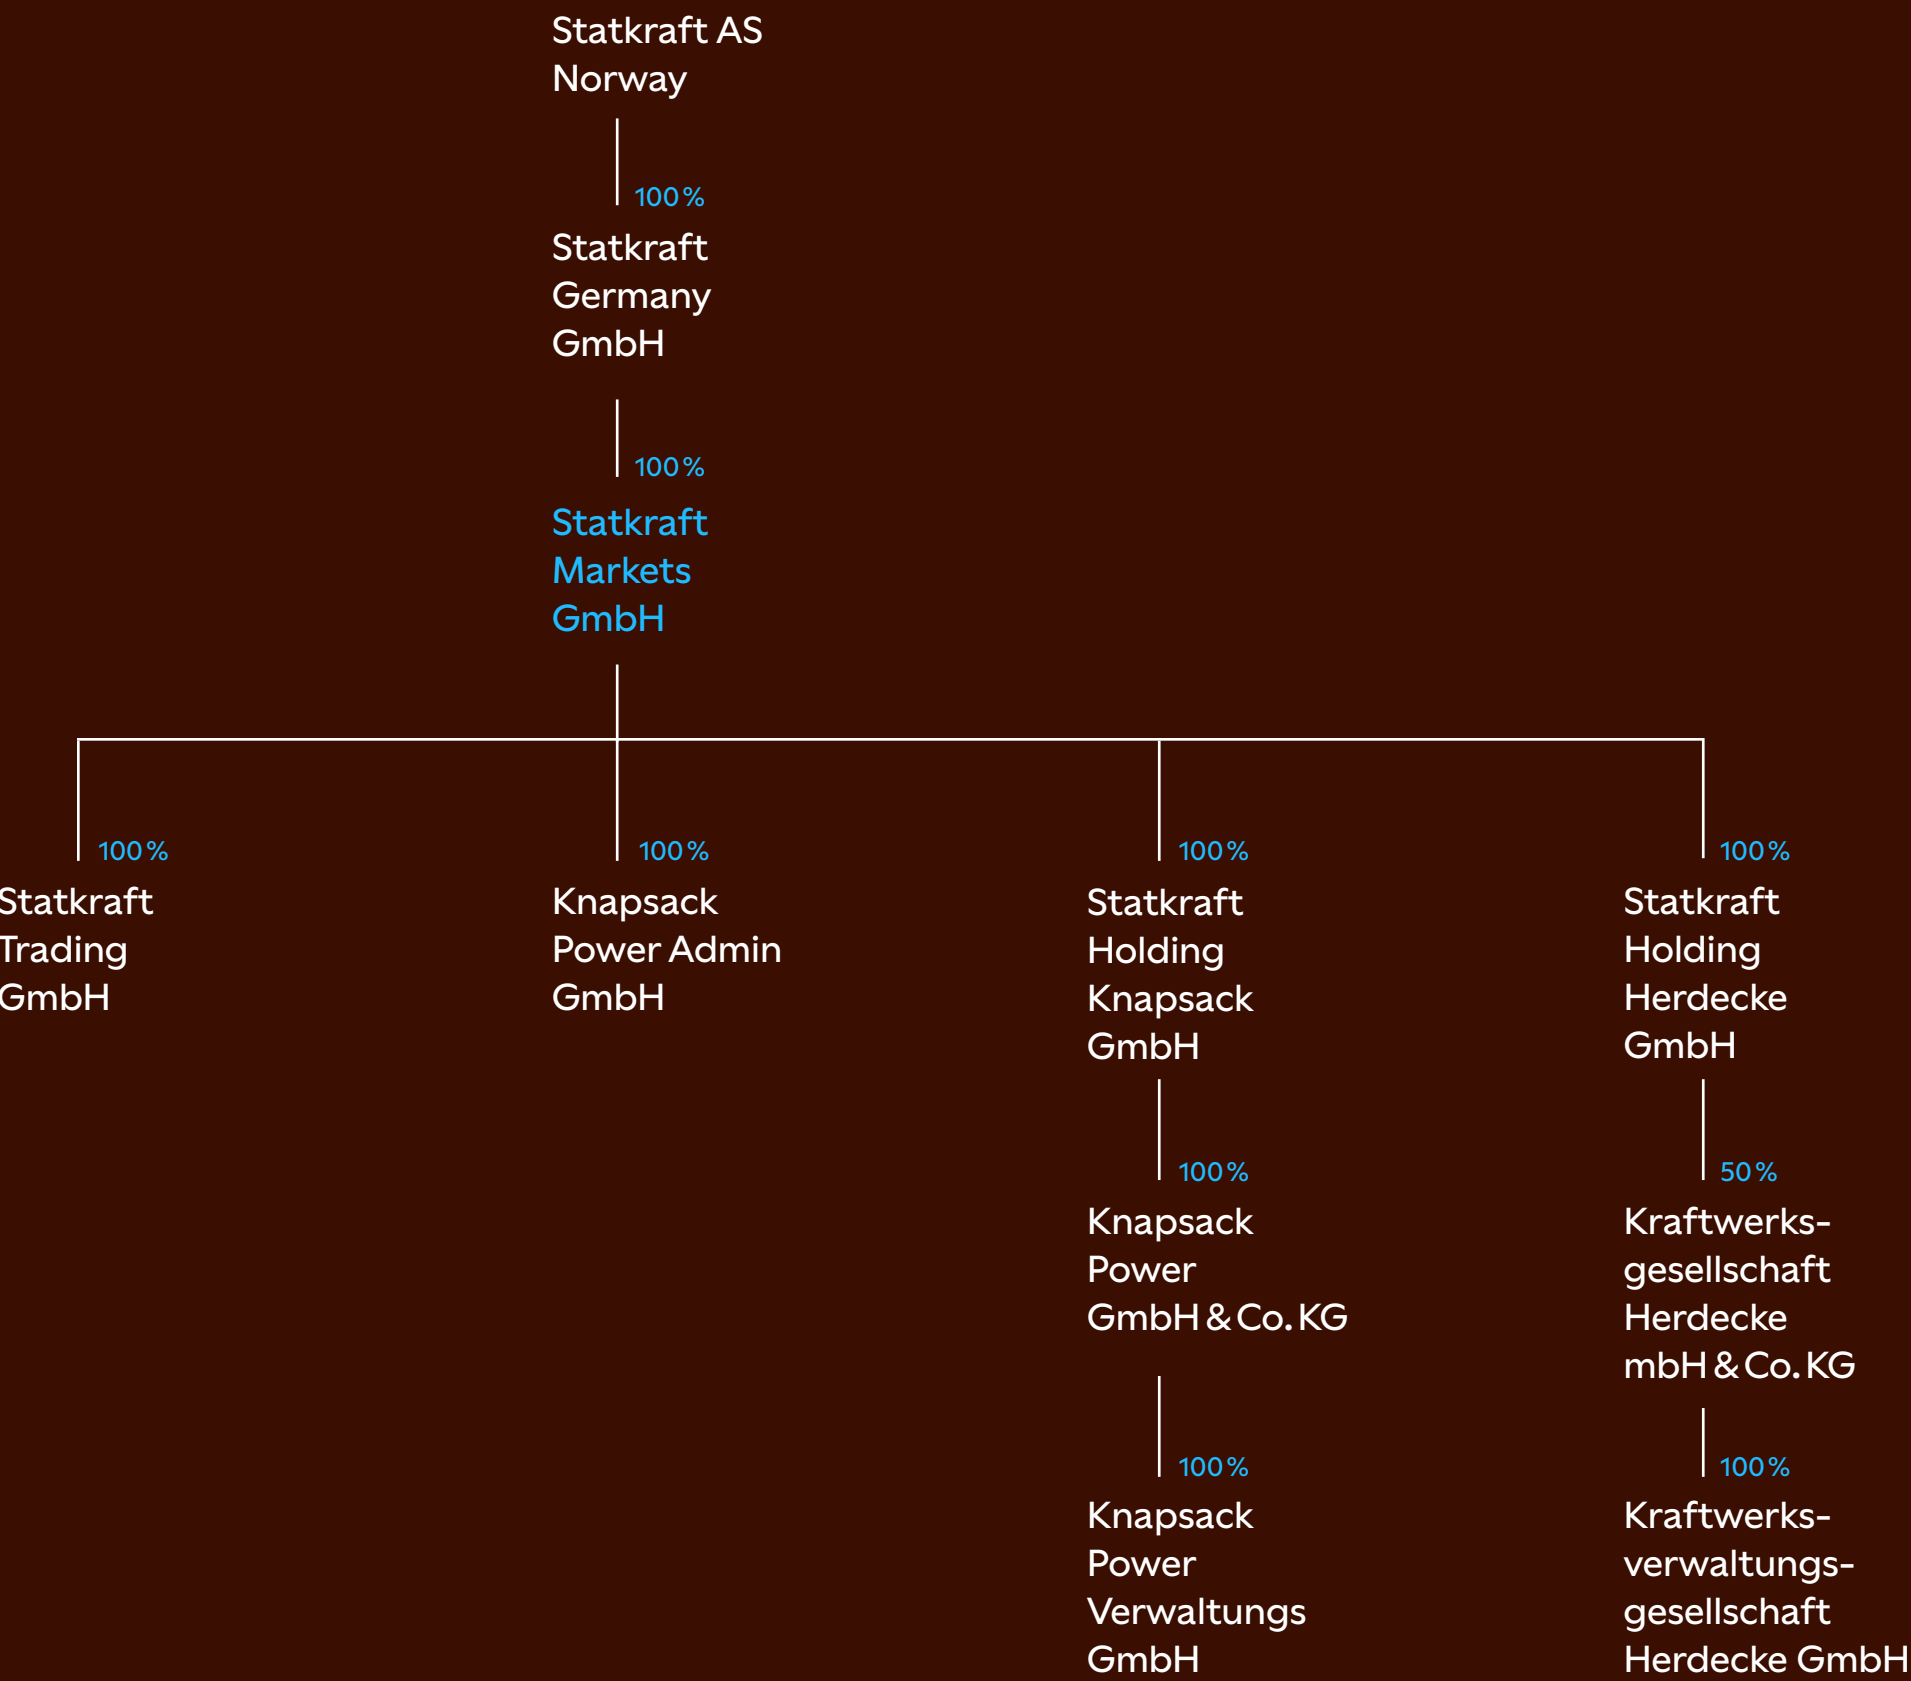 Statkraft AS
Norway
100 %
Statkraft
Germany
GmbH
100 %
Statkraft
Markets
GmbH
100 %
Statkraft
Trading
GmbH
100 %
Knapsack
Power Admin
GmbH
100 %
Statkraft
Holding
Knapsack
GmbH
100 %
Knapsack
Power
GmbH & Co. KG
100 %
Knapsack
Power
Verwaltungs
GmbH
100 %
Statkraft
Holding
Herdecke
GmbH
50 %
Kraftwerks-
gesellschaft
Herdecke
mbH & Co. KG
100 %
Kraftwerks-
verwaltungs-
gesellschaft
Herdecke GmbH